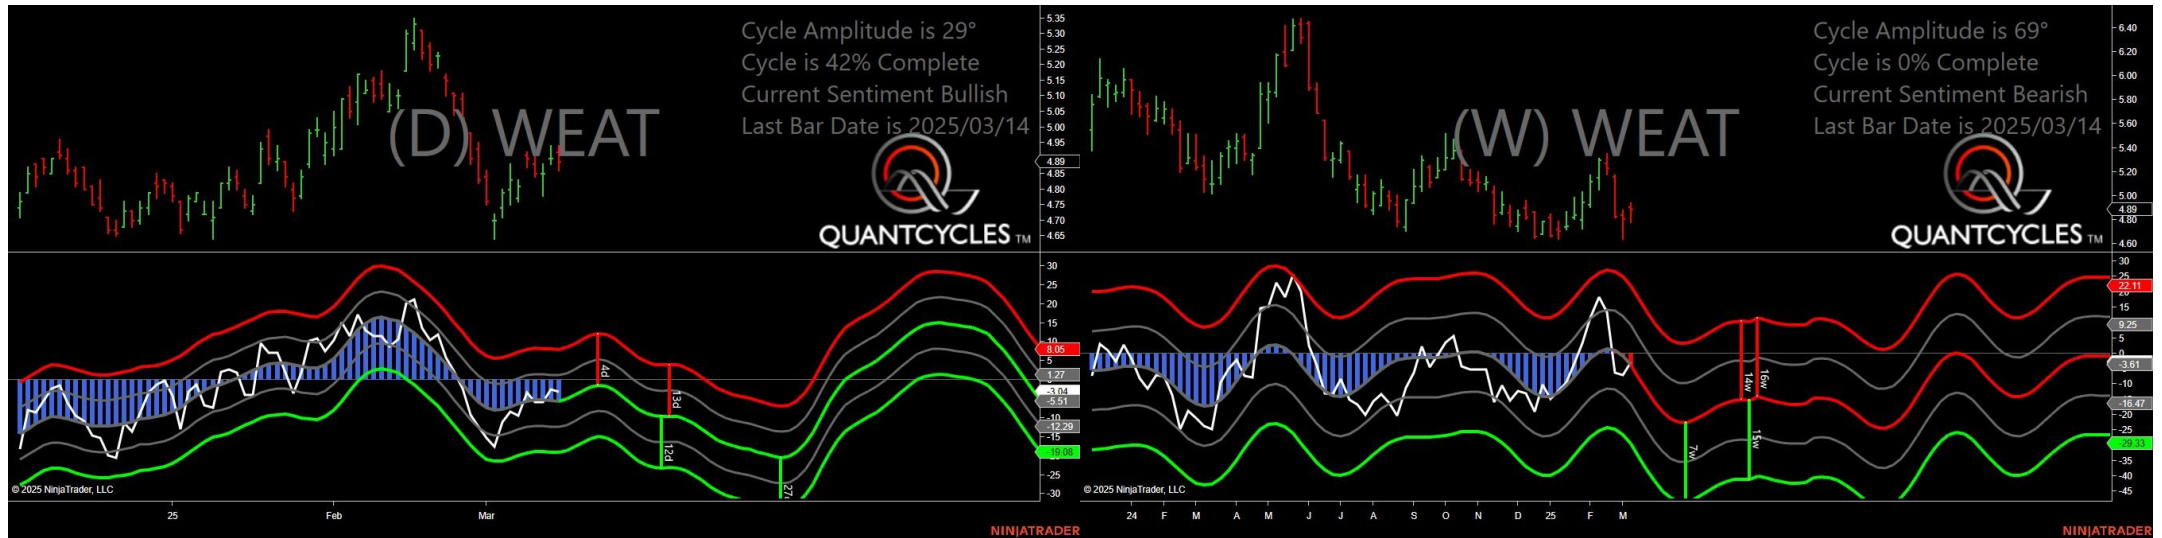 Cycle Amplitude is 29°
Cycle is 42% Complete
Current Sentiment Bullish
Last Bar Date is 2025/03/14
(D) WEAT
QUANTCYCLES TM
5.35
5.30
5.25
5.20
5.15
5.10
5.05
5.00
4.95
4.89
4.85
4.80
4.75
4.70
4.65
30
25
20
15
10
8.05
5
1.27
-3.04
-5.51
-10
-12.29
-15
-19.08
-25
-30
4d
13d
12d
27
© 2025 NinjaTrader, LLC
25
Feb
Mar
NINJATRADER
Cycle Amplitude is 69°
Cycle is 0% Complete
Current Sentiment Bearish
Last Bar Date is 2025/03/14
(W) WEAT
QUANTCYCLES TM
6.40
6.20
6.00
5.80
5.60
5.40
5.20
5.00
4.89
4.80
4.60
30
25
22.11
15
9.25
5
-3.61
-10
-16.47
-20
-25
-29.33
-35
-40
-45
7w
14w
16w
15w
© 2025 NinjaTrader, LLC
24
F
M
A
M
J
J
A
S
O
N
D
25
F
M
NINJATRADER